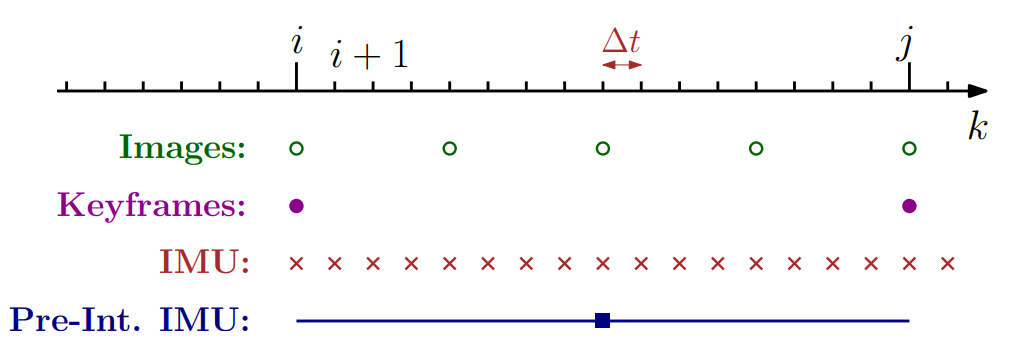 i
i + 1
Δt
j
k
Images:
Keyframes:
IMU:
Pre-Int. IMU: